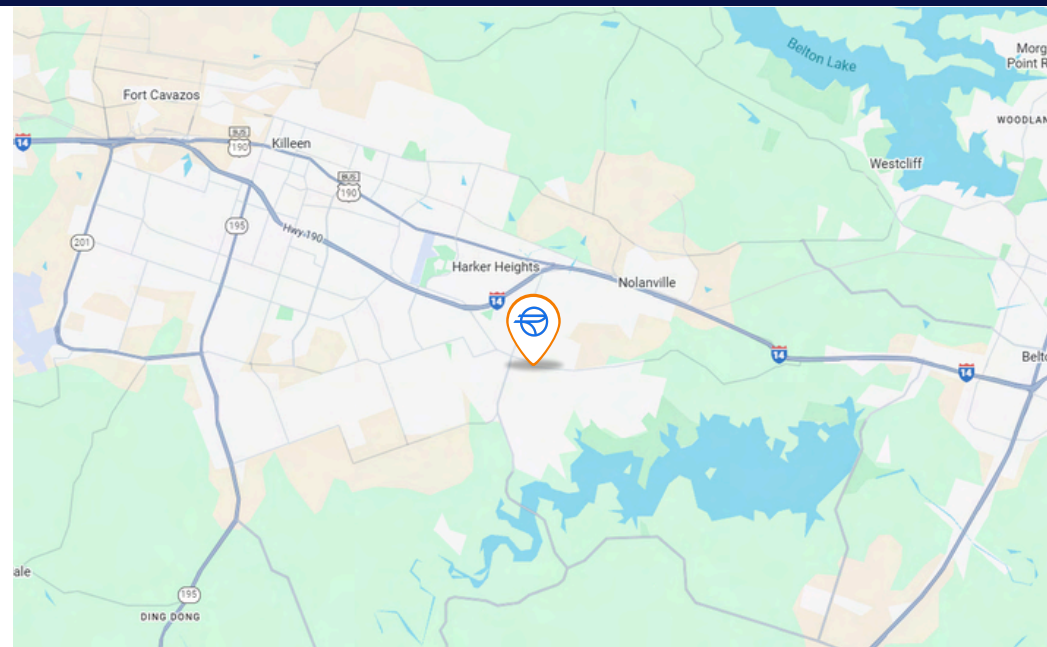 Belton Lake
Morg
Point R
Fort Cavazos
WOODLAN
BUS
190
14
Killeen
Westcliff
BUS
190
195
Hwy 190
201
Harker Heights
Nolanville
14
14
Belto
14
ale
195
DING DONG